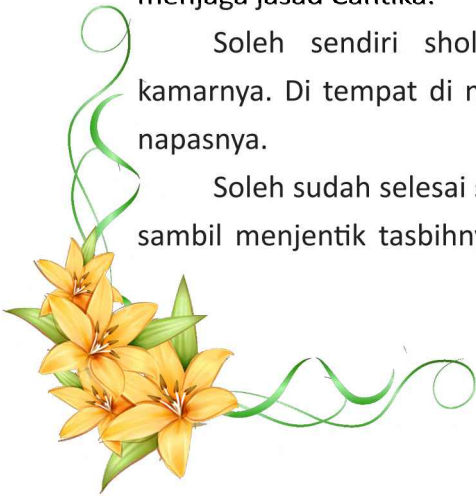 menjaga jasad Cantika.
Soleh sendiri shol
kamarnya. Di tempat di
napasnya.
Soleh sudah selesai
sambil menjentik tasbihny